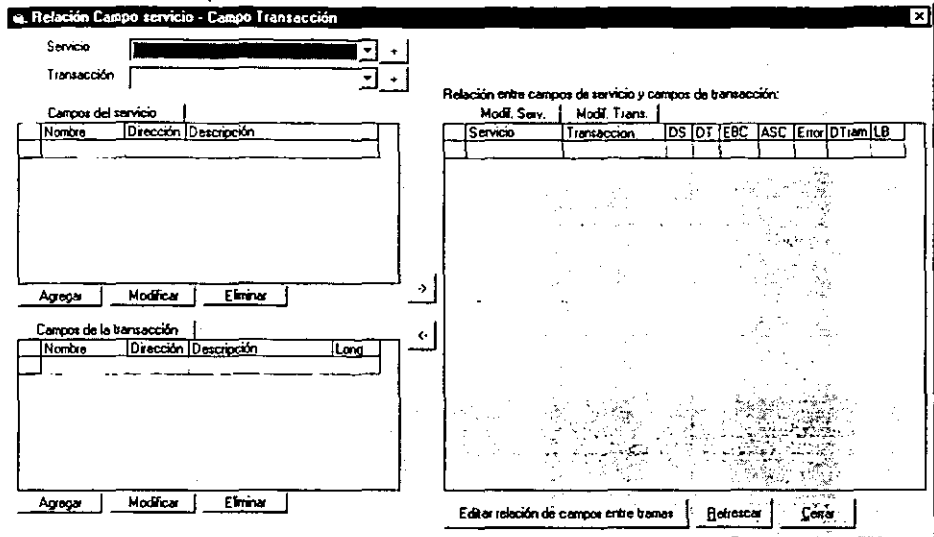 Relación Campo servicio - Campo Transacción
Servicio
+
Transacción
+
Campos del servicio
Nombre Dirección Descripción
Agregar Modificar Eliminar
Campos de la transacción
Nombre Dirección Descripción Long
Agregar Modificar Eliminar
->
<-
Relación entre campos de servicio y campos de transacción:
Modif. Serv. Modif. Trans.
Servicio Transaccion DS DT EBC ASC Error DTram LB
Editar relación de campos entre tramas Refrescar Cerrar